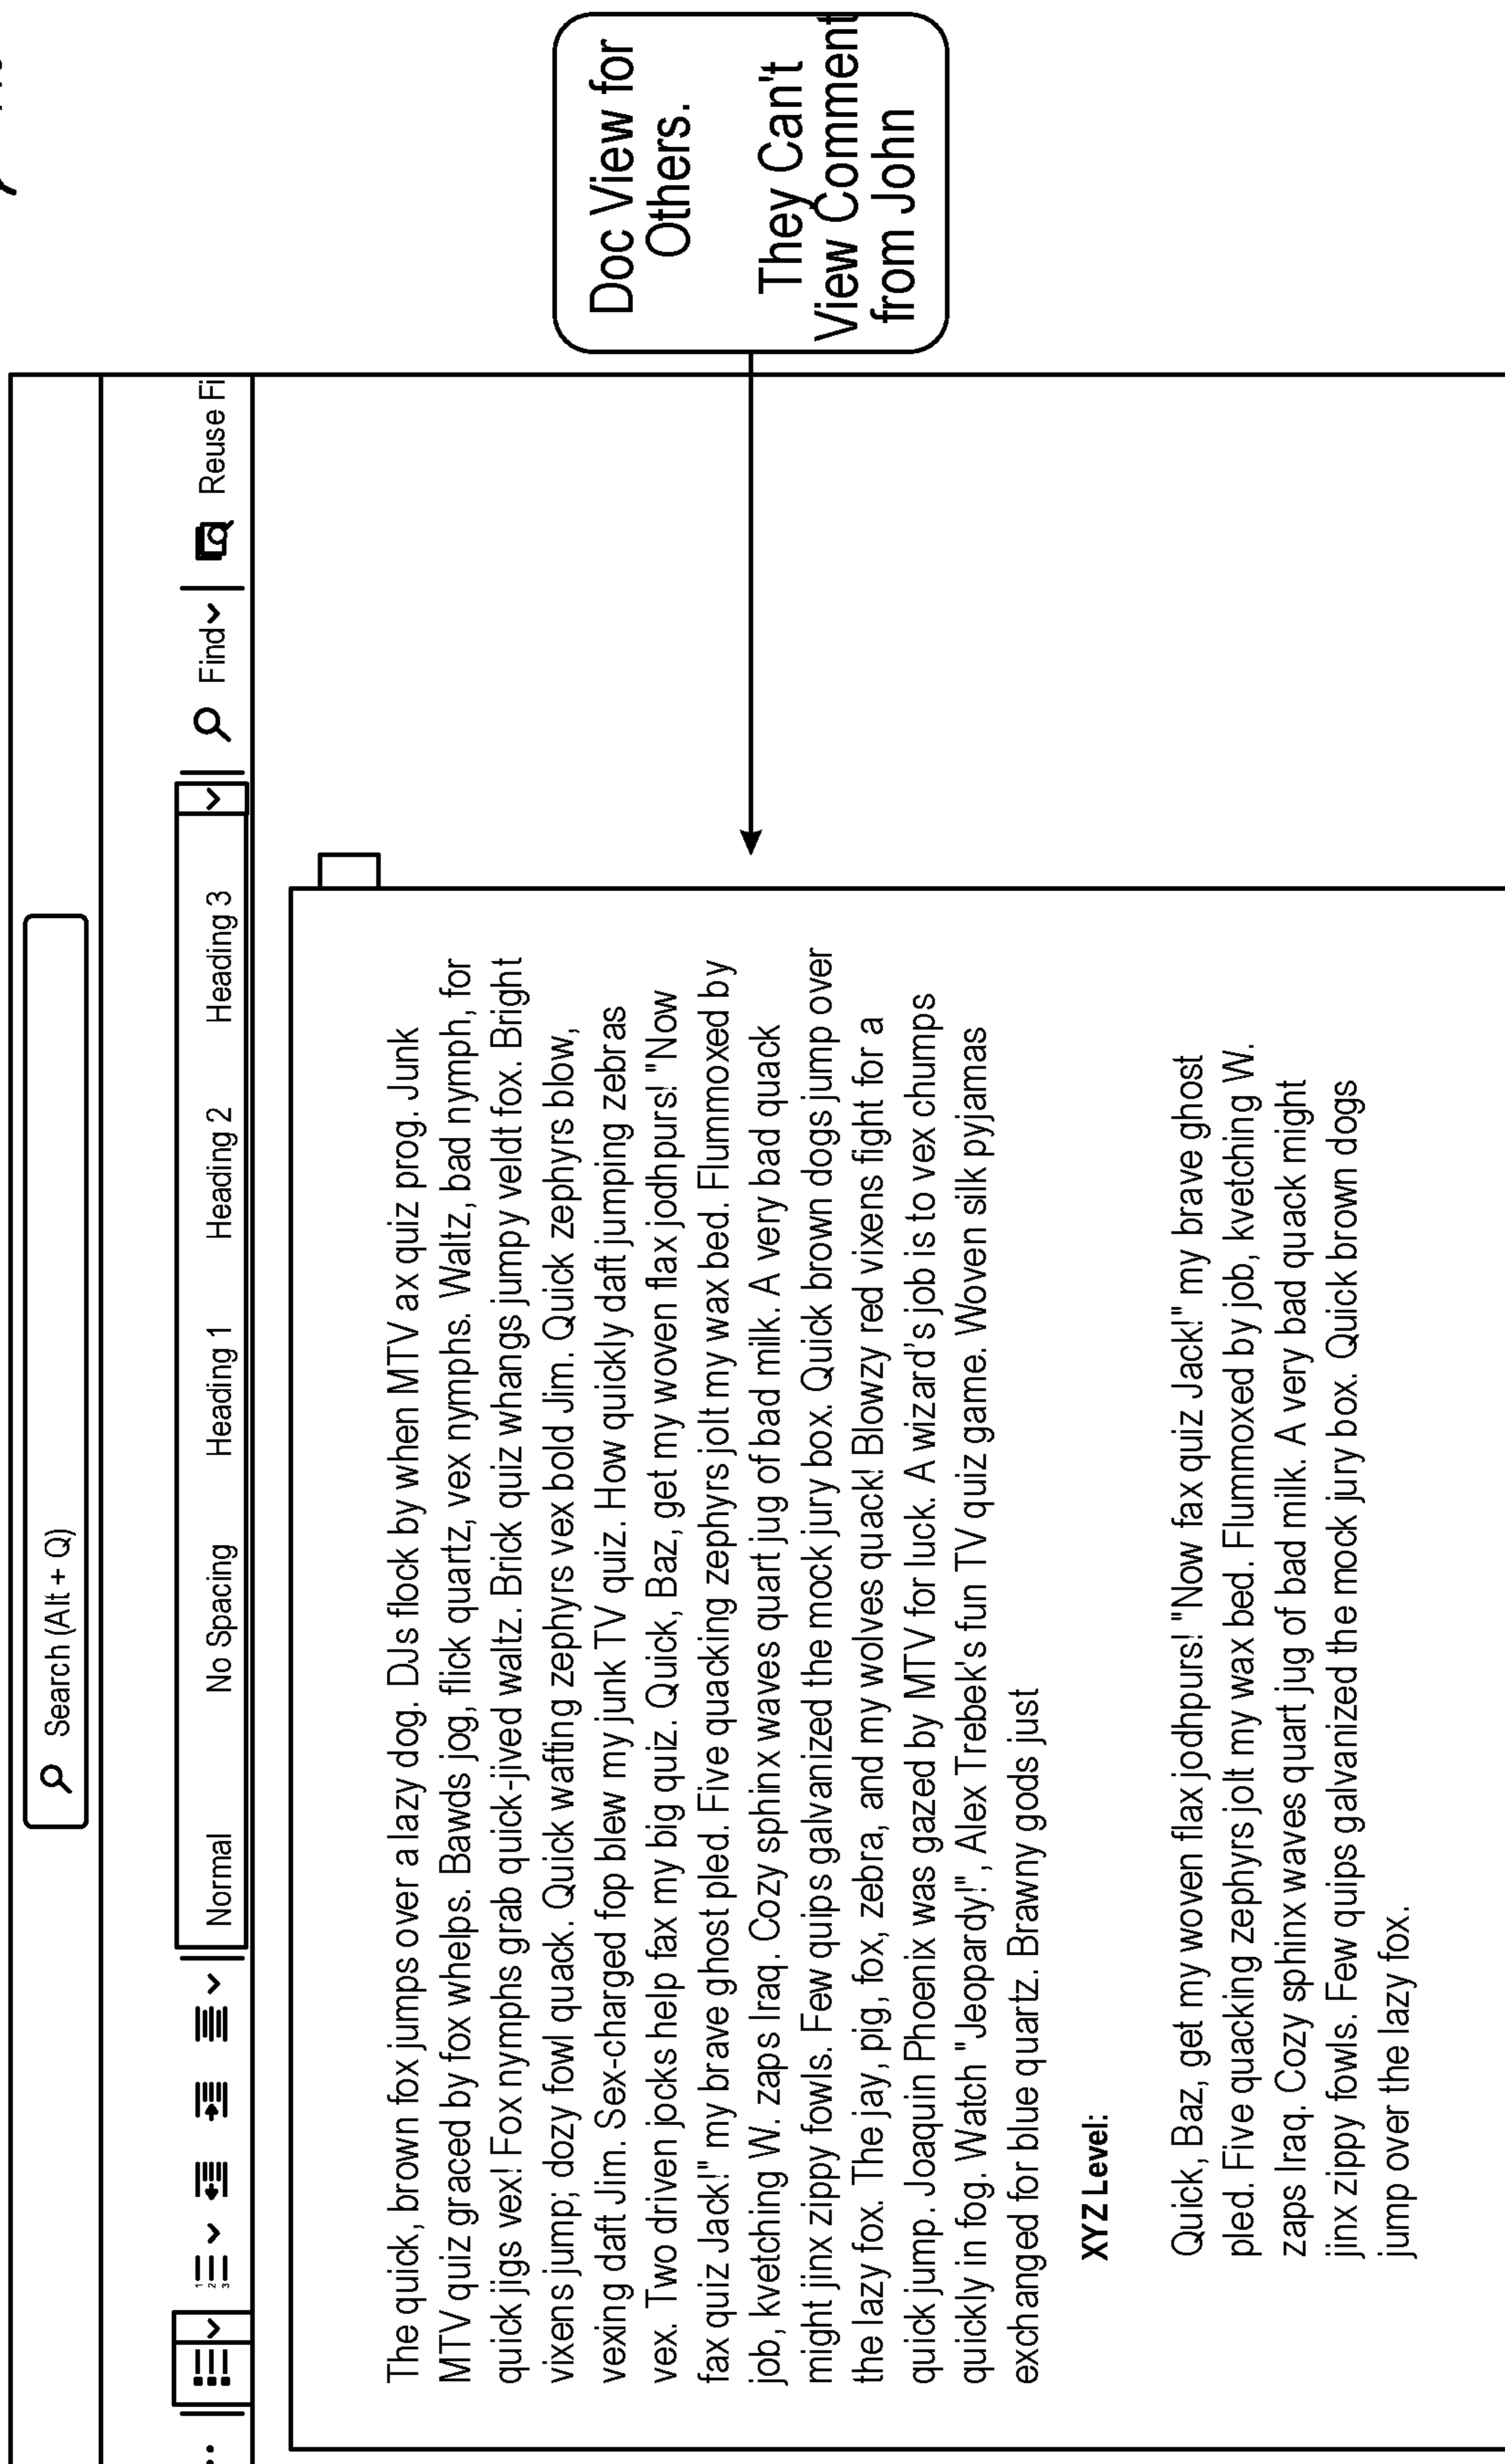 Search (Alt + Q)
Normal No Spacing Heading 1 Heading 2 Heading 3 Find Reuse Fi
Doc View for
Others.
They Can't
View Comment
from John
The quick, brown fox jumps over a lazy dog. DJs flock by when MTV ax quiz prog. Junk
MTV quiz graced by fox whelps. Bawds jog, flick quartz, vex nymphs. Waltz, bad nymph, for
quick jigs vex! Fox nymphs grab quick-jived waltz. Brick quiz whangs jumpy veldt fox. Bright
vixens jump; dozy fowl quack. Quick wafting zephyrs vex bold Jim. Quick zephyrs blow,
vexing daft Jim. Sex-charged fop blew my junk TV quiz. How quickly daft jumping zebras
vex. Two driven jocks help fax my big quiz. Quick, Baz, get my woven flax jodhpurs! "Now
fax quiz Jack!" my brave ghost pled. Five quacking zephyrs jolt my wax bed. Flummoxed by
job, kvetching W. zaps Iraq. Cozy sphinx waves quart jug of bad milk. A very bad quack
might jinx zippy fowls. Few quips galvanized the mock jury box. Quick brown dogs jump over
the lazy fox. The jay, pig, fox, zebra, and my wolves quack! Blowzy red vixens fight for a
quick jump. Joaquin Phoenix was gazed by MTV for luck. A wizard's job is to vex chumps
quickly in fog. Watch "Jeopardy!", Alex Trebek's fun TV quiz game. Woven silk pyjamas
exchanged for blue quartz. Brawny gods just
XYZ Level:
Quick, Baz, get my woven flax jodhpurs! "Now fax quiz Jack!" my brave ghost
pled. Five quacking zephyrs jolt my wax bed. Flummoxed by job, kvetching W.
zaps Iraq. Cozy sphinx waves quart jug of bad milk. A very bad quack might
jinx zippy fowls. Few quips galvanized the mock jury box. Quick brown dogs
jump over the lazy fox.